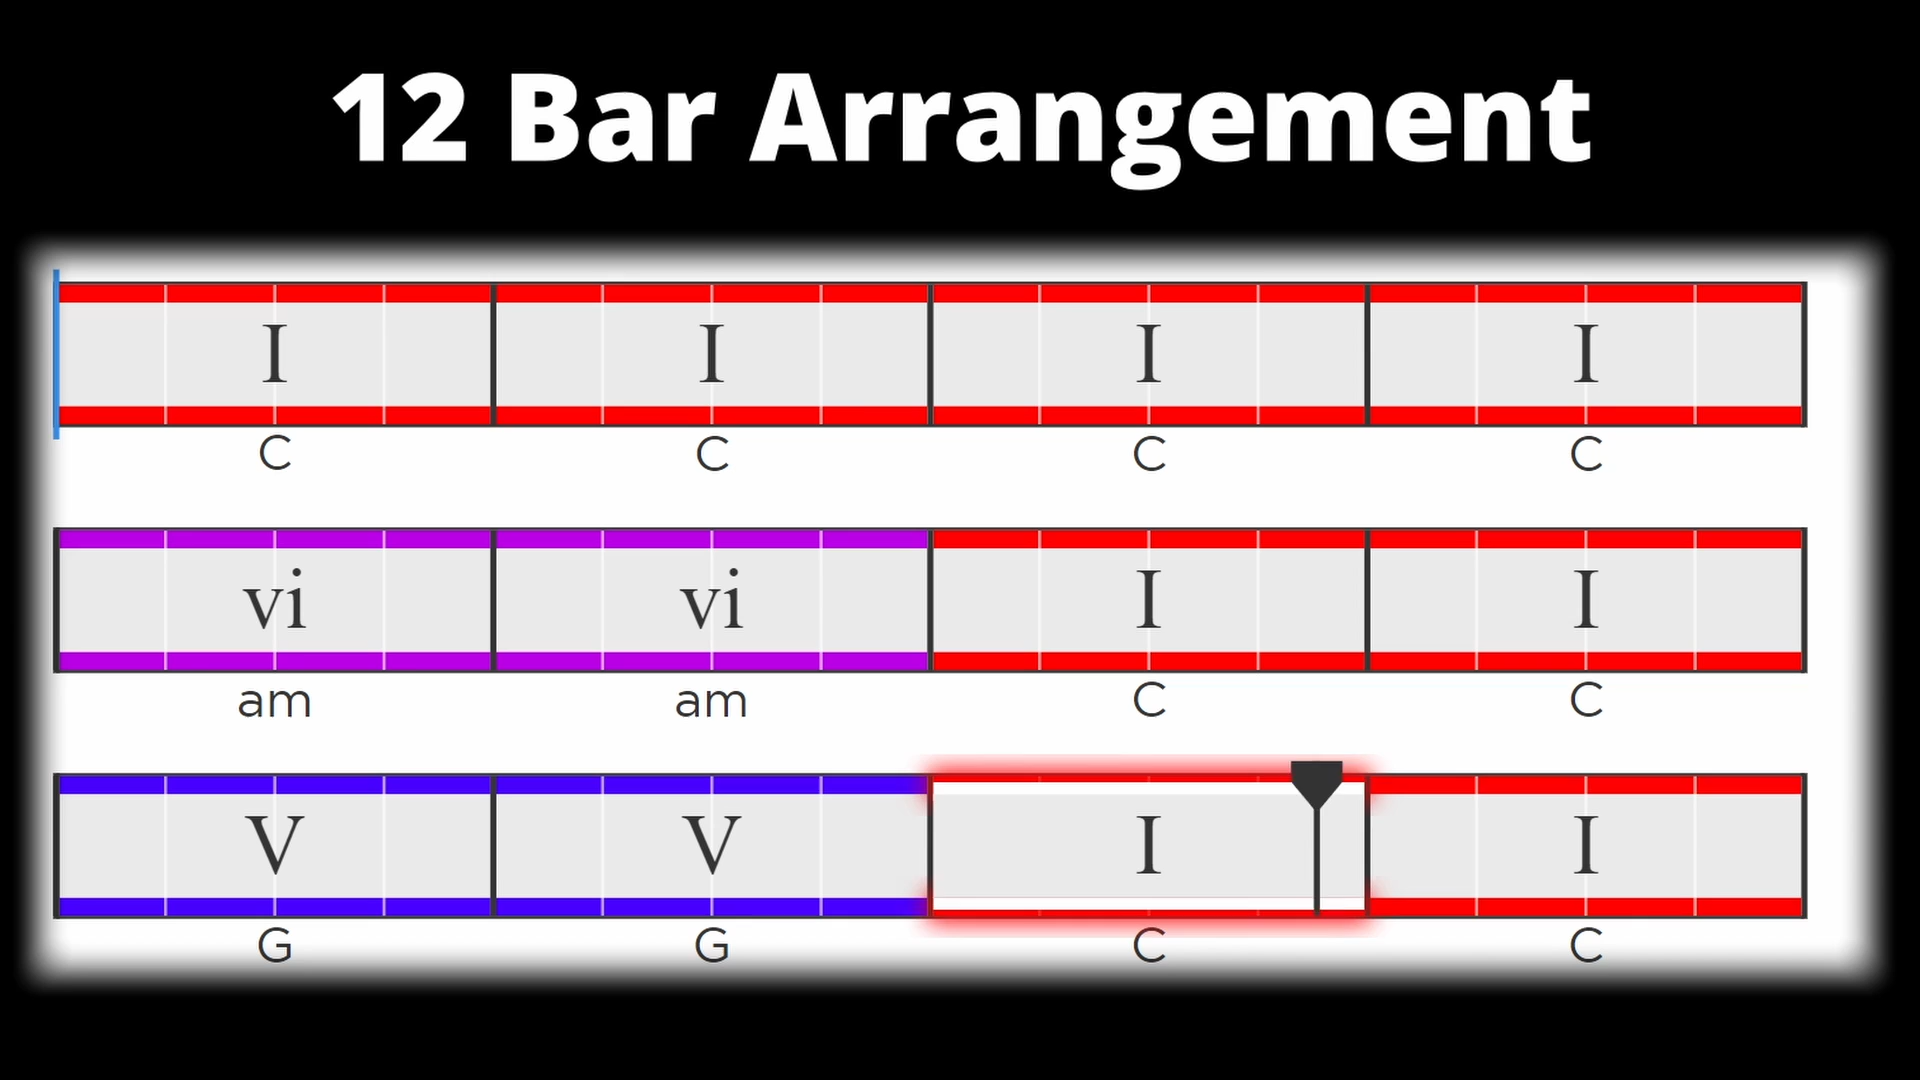 12 Bar Arrangement
I I I I
C C C C
vi vi I I
am am C C
V V I I
G G C C